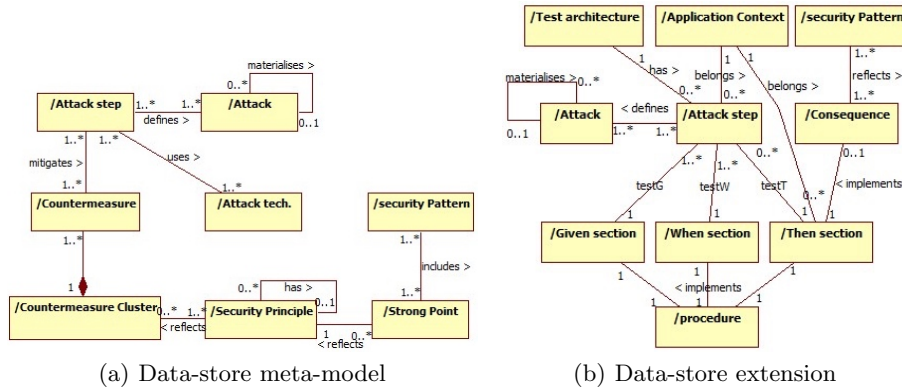 /Test architecture
/Application Context
/security Pattern
materialises >
0..*
/Attack step
1..*
1..*
/Attack
defines >
0..1
1..*
1..*
mitigates >
uses >
1..*
1..*
/Countermeasure
/Attack tech.
/security Pattern
1..*
1..*
includes >
has >
0..*
0..1
1
1..*
/Countermeasure Cluster
0..*
1..*
/Security Principle
1
0..*
/Strong Point
< reflects
< reflects
1
1
1
1..*
has >
belongs >
reflects >
materialises >
0..*
belongs >
0..*
0..*
1..*
< defines
/Attack
/Attack step
/Consequence
0..1
1..*
1..*
1..*
1..*
0..*
0..1
testG
testW
testT
< implements
0..*
1
1
1
1
1
/Given section
/When section
/Then section
1
1
1
< implements
1
1
1
/procedure
(a) Data-store meta-model
(b) Data-store extension